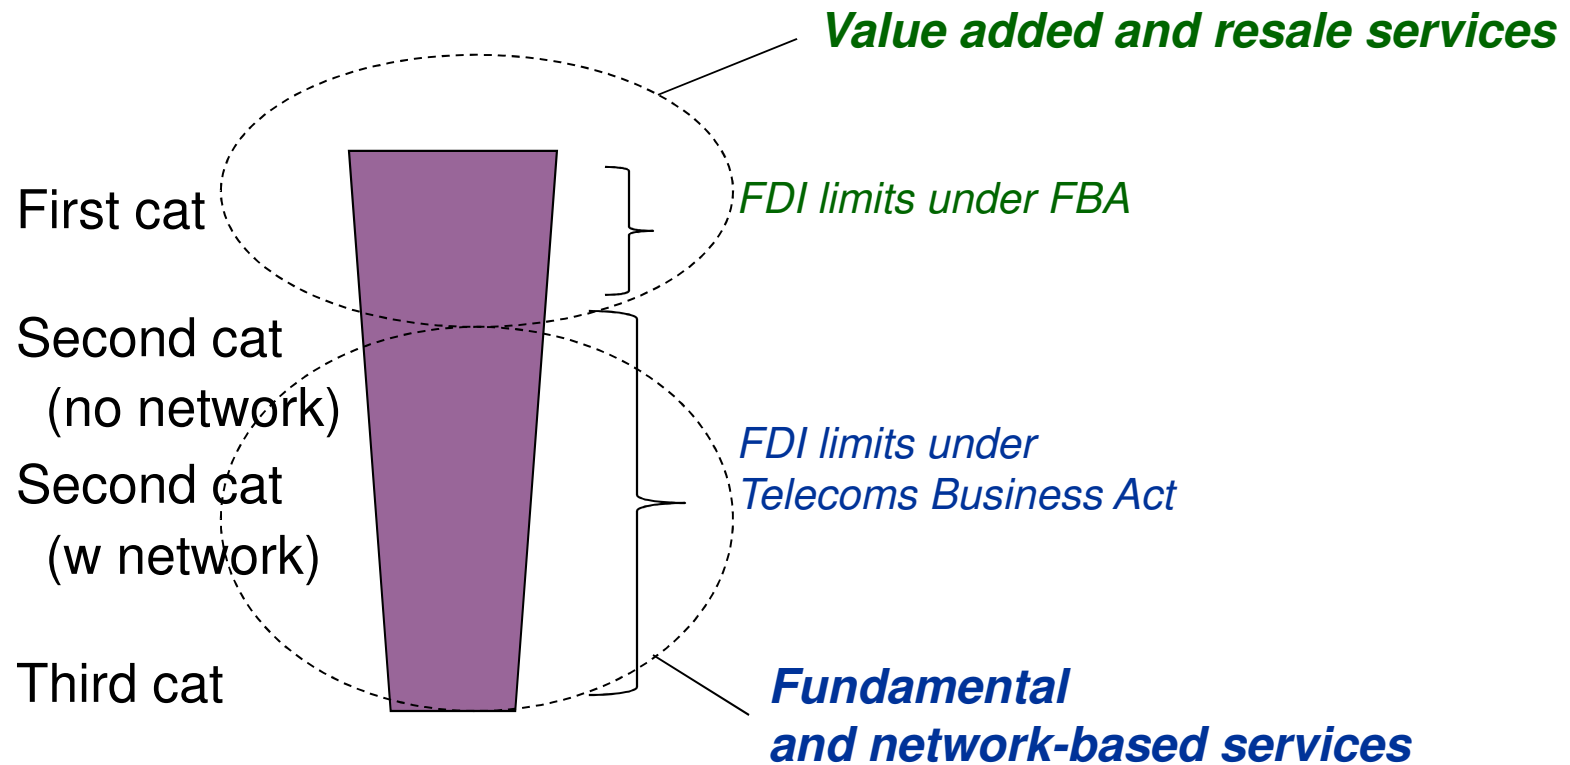 Value added and resale services
First cat
FDI limits under FBA
Second cat
(no network)
FDI limits under
Second cat
Telecoms Business Act
(w network)
Third cat
Fundamental
and network-based services